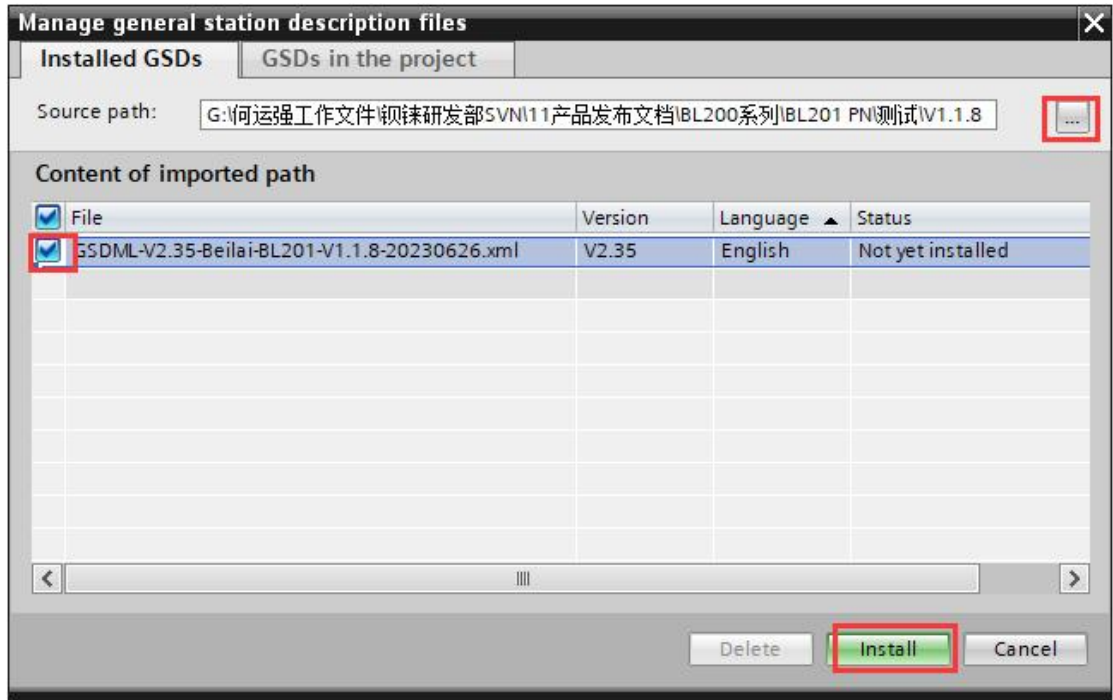 Manage general station description files
Installed GSDs
GSDs in the project
Source path:
G:\何运强工作文件\钡铼研发部SVN\11产品发布文档\BL200系列\BL201 PN\测试\V1.1.8
...
Content of imported path
File
Version
Language
Status
GSDML-V2.35-Beilai-BL201-V1.1.8-20230626.xml
V2.35
English
Not yet installed
Delete
Install
Cancel